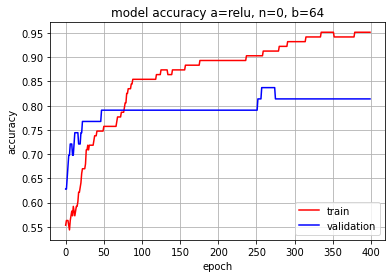 model accuracy a=relu, n=0, b=64
accuracy
0.95
0.90
0.85
0.80
0.75
0.70
0.65
0.60
0.55
0 50 100 150 200 250 300 350 400
epoch
train
validation